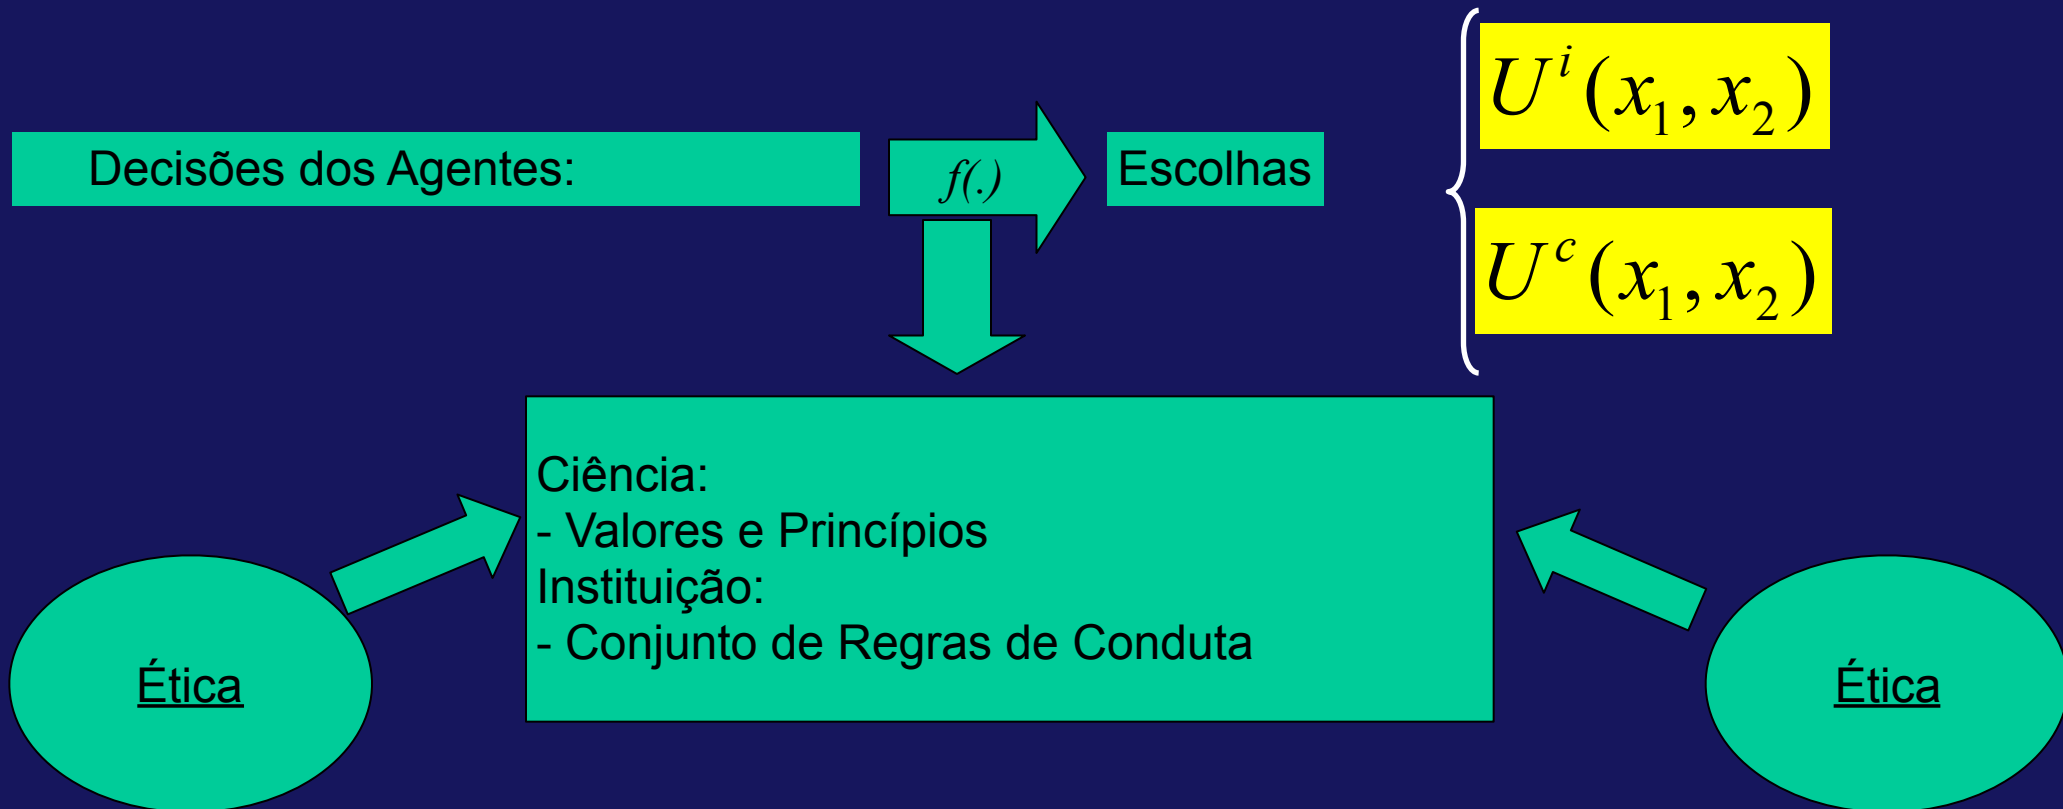 Decisões dos Agentes:
f(.)
Escolhas
U^i(x_1, x_2)
U^c(x_1, x_2)
Ciência:
- Valores e Princípios
Instituição:
- Conjunto de Regras de Conduta
Ética
Ética